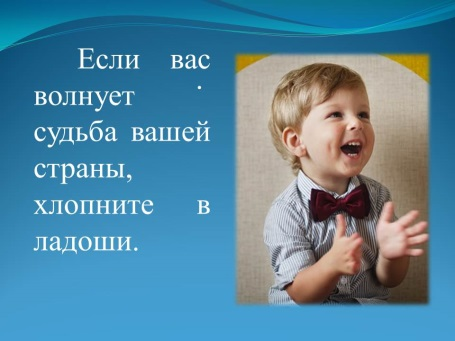 Если вас
волнует
судьба вашей
страны,
хлопните в
ладоши.